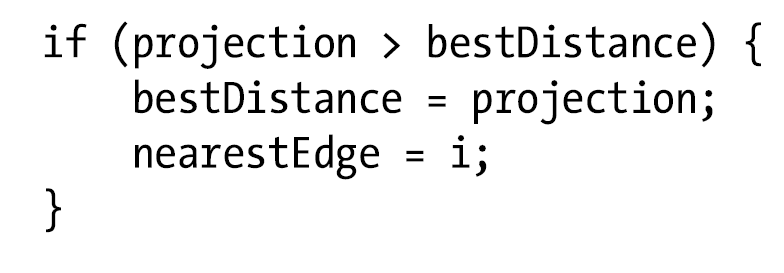 if (projection > bestDistance) {
    bestDistance = projection;
    nearestEdge = i;
}